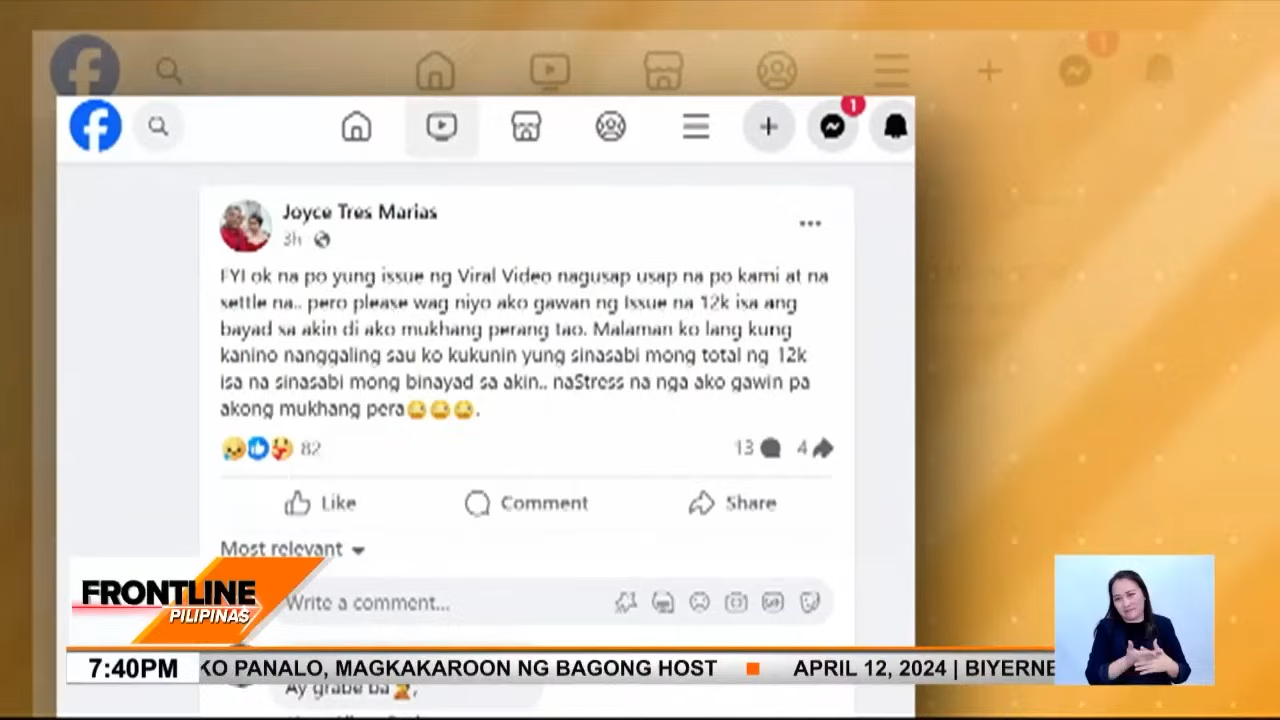 1
1
Joyce Tres Marias
3h
FYI ok na po yung issue ng Viral Video nagusap usap na po kami at na
settle na.. pero please wag niyo ako gawan ng Issue na 12k isa ang
bayad sa akin di ako mukhang perang tao. Malaman ko lang kung
kanino nanggaling sau ko kukunin yung sinasabi mong total ng 12k
isa na sinasabi mong binayad sa akin.. naStress na nga ako gawin pa
akong mukhang pera😔😔😔.
82
13
4
Like Comment Share
Most relevant
Write a comment...
FRONTLINE
PILIPINAS
7:40PM KO PANALO, MAGKAKAROON NG BAGONG HOST ■ APRIL 12, 2024 | BIYERNE
Ay grabe ba